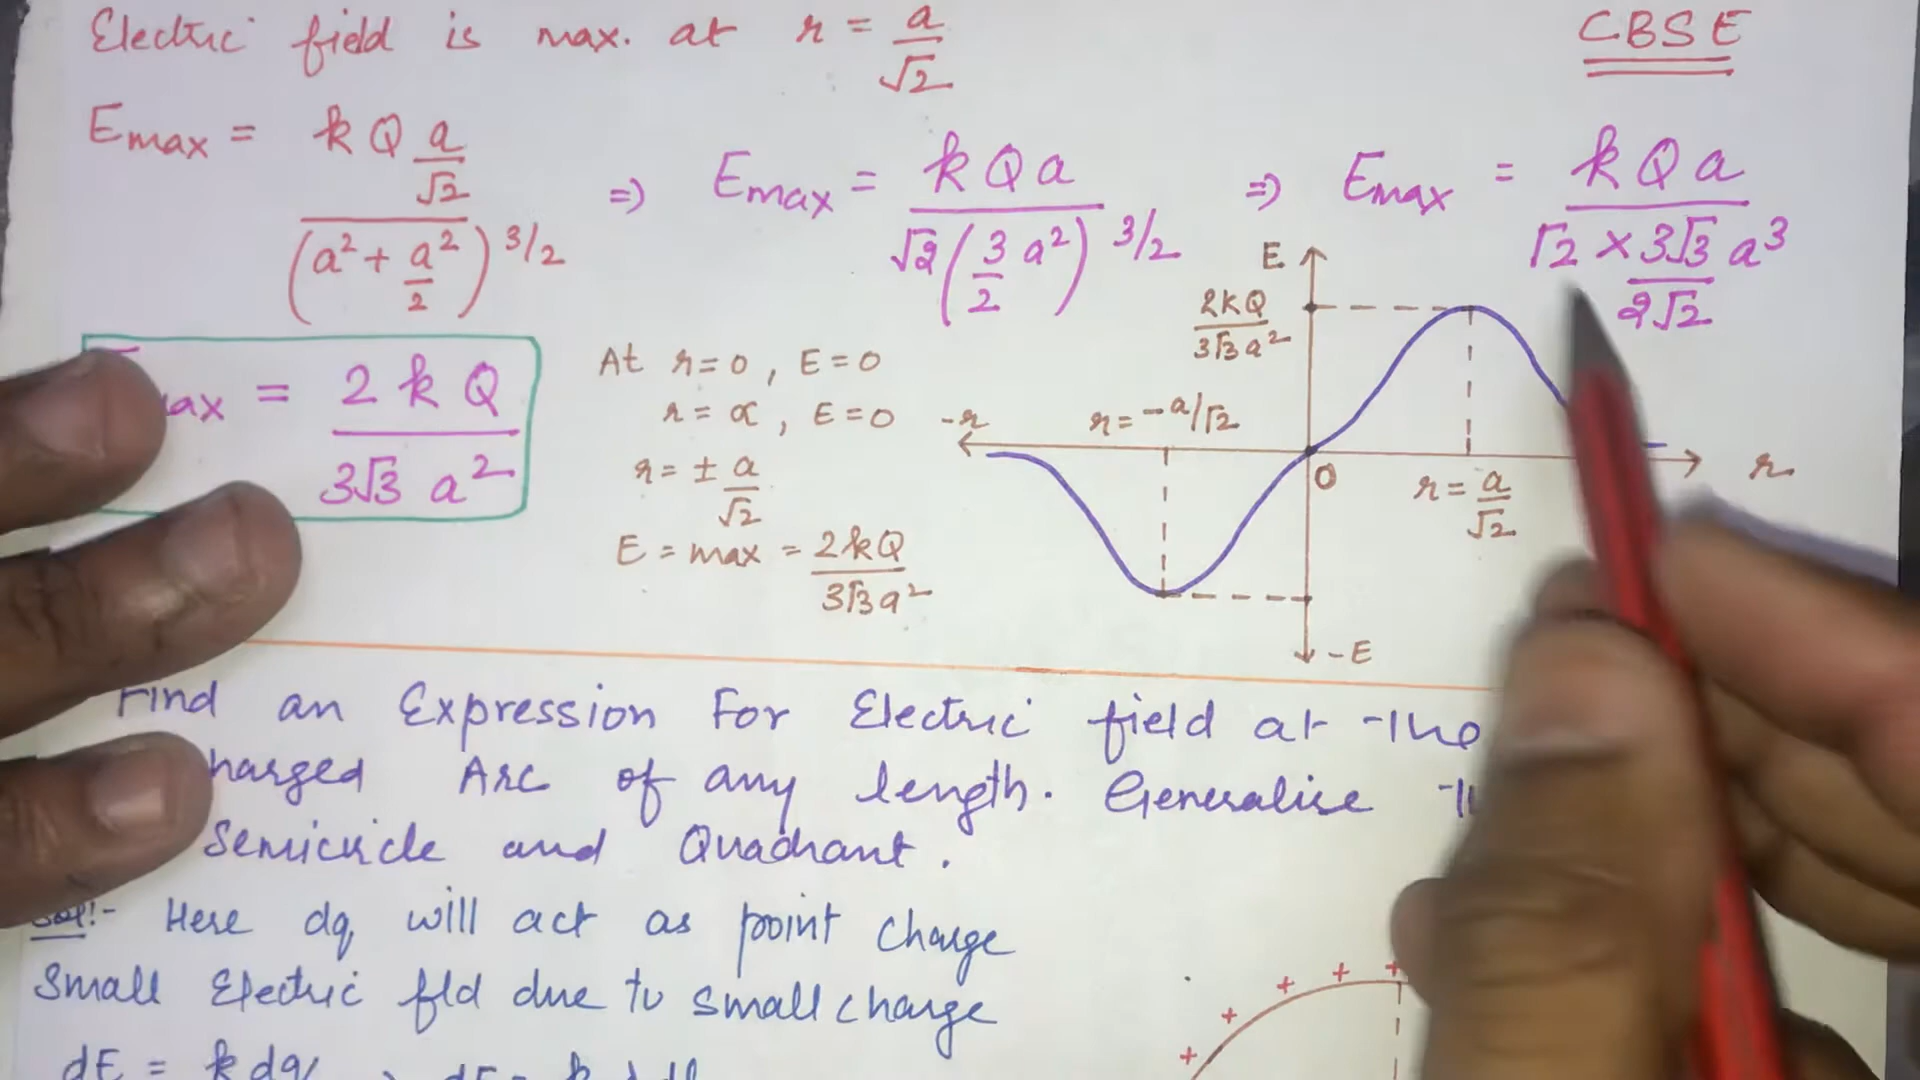 Electric field is max. at r = a/√2
CBSE
Emax = kQ a/√2 / (a² + a²/2)^3/2 ⇒ Emax = kQa / √2 (3/2 a²)^3/2 ⇒ Emax = kQa / √2 × 3√3/2√2 a³
max = 2kQ / 3√3 a²
At r=0, E=0
r=∝, E=0
r = ± a/√2
E = max = 2kQ / 3√3a²
E
2kQ / 3√3a²
-r
r = -a/√2
O
r = a/√2
r
-E
Find an Expression For Electric field at the
harged Arc of any length. Generalise
Semicircle and Quadrant.
Sol!- Here dq will act as point charge
Small Electric fld due to small charge
dE = k dq
+ + + + +